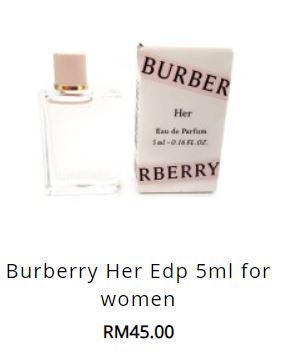 BURBER
Her
Eau de Parfum
5 ml - 0.16 FL.OZ.
RBERRY
Burberry Her Edp 5ml for
women
RM45.00